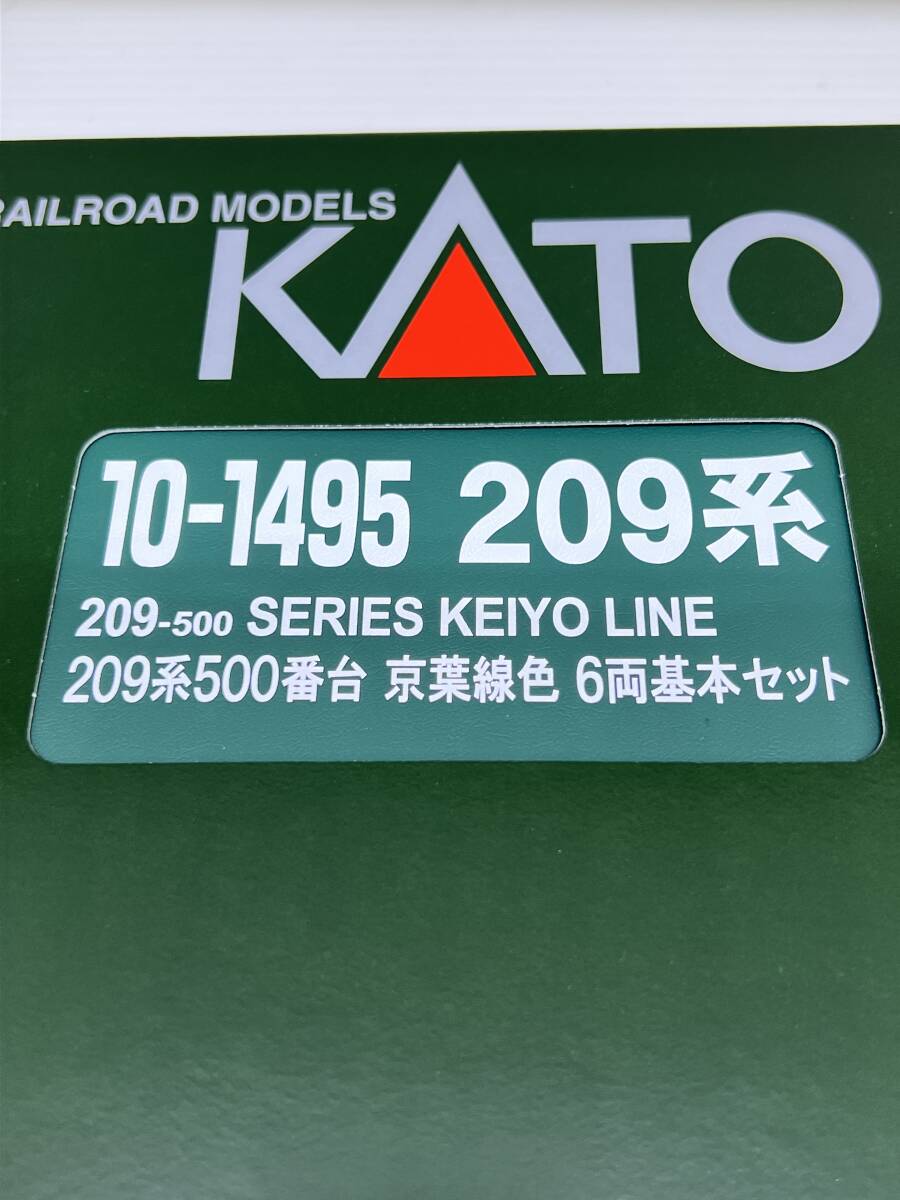 RAILROAD MODELS
KATO
10-1495 209系
209-500 SERIES KEIYO LINE
209系500番台 京葉線色 6両基本セット